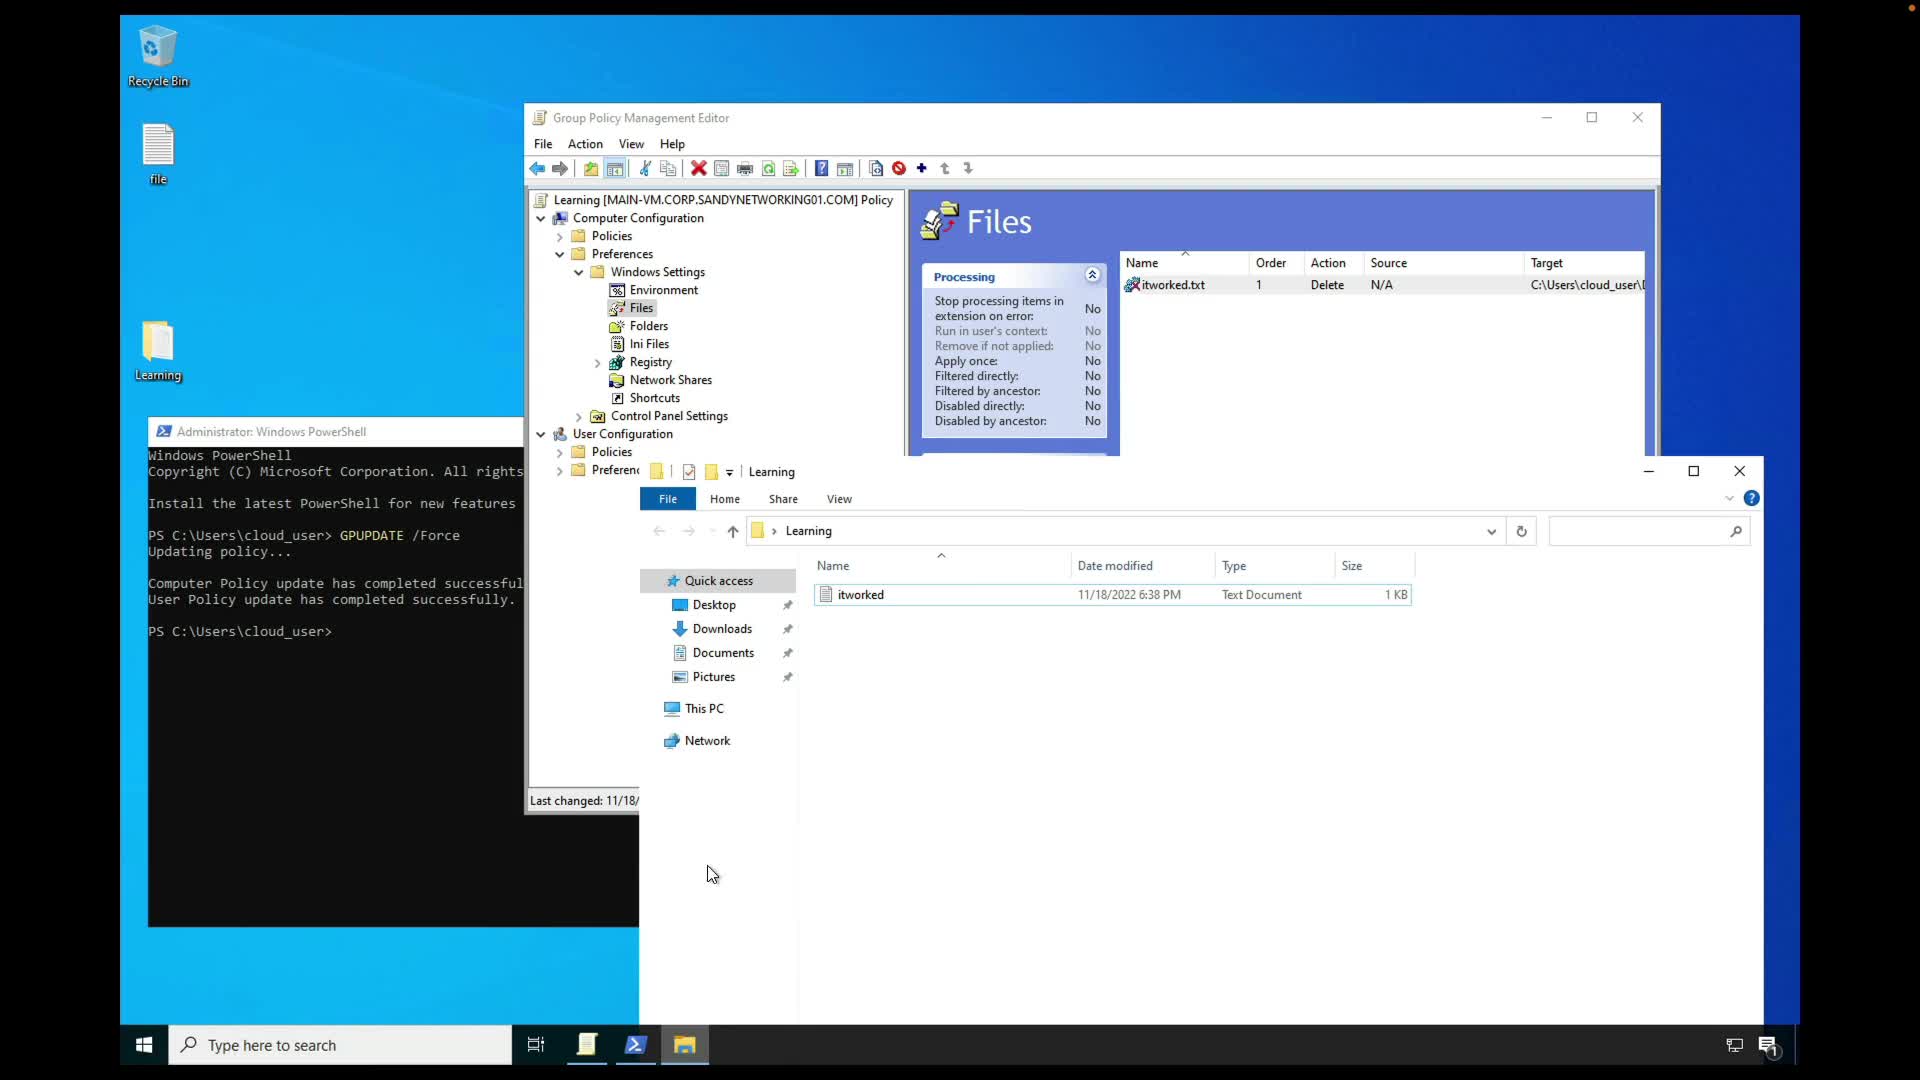 Recycle Bin
file
Learning
Group Policy Management Editor
File Action View Help
Learning [MAIN-VM.CORP.SANDYNETWORKING01.COM] Policy
Computer Configuration
Policies
Preferences
Windows Settings
Environment
Files
Folders
Ini Files
Registry
Network Shares
Shortcuts
Control Panel Settings
User Configuration
Policies
Preferenc
Last changed: 11/18/
Files
Processing
Stop processing items in
extension on error: No
Run in user's context: No
Remove if not applied: No
Apply once: No
Filtered directly: No
Filtered by ancestor: No
Disabled directly: No
Disabled by ancestor: No
Name Order Action Source Target
itworked.txt 1 Delete N/A C:\Users\cloud_user\
Administrator: Windows PowerShell
Windows PowerShell
Copyright (C) Microsoft Corporation. All rights
Install the latest PowerShell for new features
PS C:\Users\cloud_user> GPUPDATE /Force
Updating policy...
Computer Policy update has completed successful
User Policy update has completed successfully.
PS C:\Users\cloud_user>
Learning
File Home Share View
Learning
Quick access
Desktop
Downloads
Documents
Pictures
This PC
Network
Name Date modified Type Size
itworked 11/18/2022 6:38 PM Text Document 1 KB
Type here to search
1